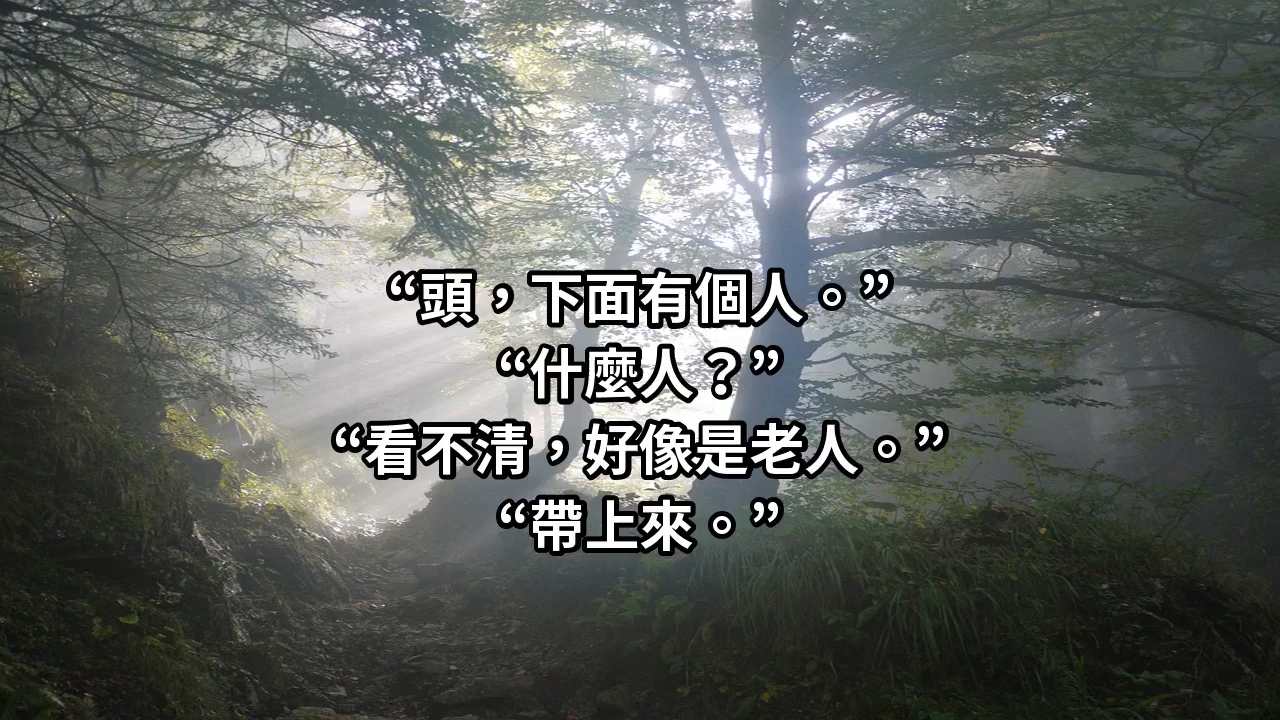 “頭，下面有個人。”
“什麼人？”
“看不清，好像是老人。”
“帶上來。”